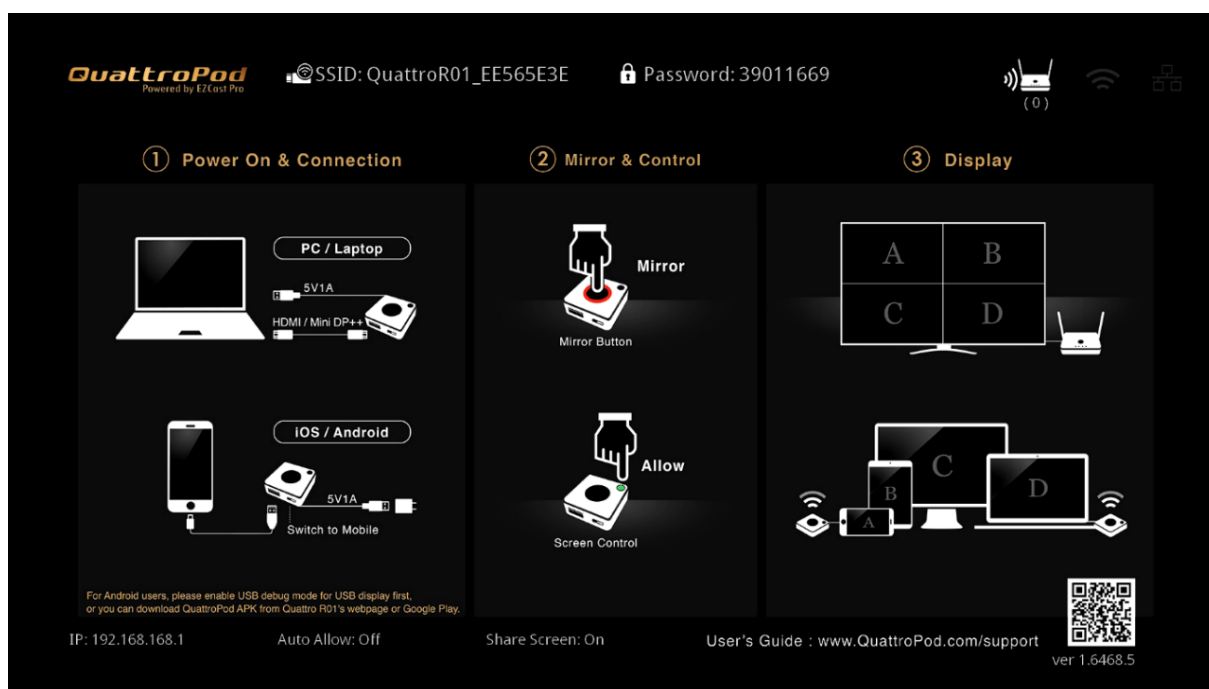 QuattroPod
Powered by EZCast Pro
SSID: QuattroR01_EE565E3E
Password: 39011669
(0)
1 Power On & Connection
2 Mirror & Control
3 Display
PC / Laptop
5V1A
HDMI / Mini DP++
iOS / Android
5V1A
Switch to Mobile
For Android users, please enable USB debug mode for USB display first,
or you can download QuattroPod APK from Quattro R01's webpage or Google Play.
Mirror
Mirror Button
Allow
Screen Control
A B
C D
C
B
D
A
IP: 192.168.168.1
Auto Allow: Off
Share Screen: On
User's Guide : www.QuattroPod.com/support
ver 1.6468.5